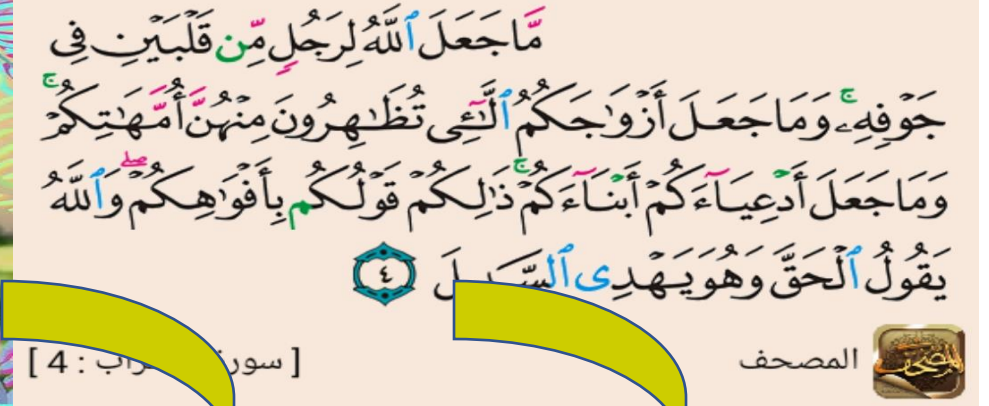 مَّا جَعَلَ ٱللَّهُ لِرَجُلٍ مِّن قَلْبَيْنِ فِى
جَوْفِهِۦ ۚ وَمَا جَعَلَ أَزْوَٰجَكُمُ ٱلَّٰٓـِٔى تُظَٰهِرُونَ مِنْهُنَّ أُمَّهَٰتِكُمْ ۚ
وَمَا جَعَلَ أَدْعِيَآءَكُمْ أَبْنَآءَكُمْ ۚ ذَٰلِكُمْ قَوْلُكُم بِأَفْوَٰهِكُمْ ۖ وَٱللَّهُ
يَقُولُ ٱلْحَقَّ وَهُوَ يَهْدِى ٤
المصحف
[ : 4 ]